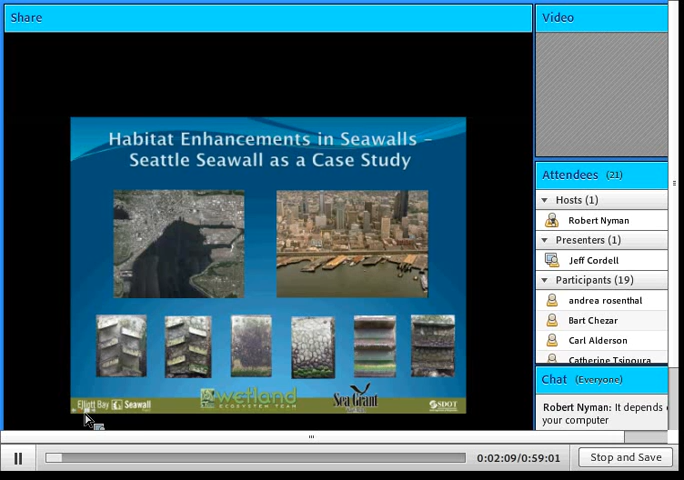 Share
Habitat Enhancements in Seawalls –
Seattle Seawall as a Case Study
Elliott Bay Seawall
wetland
ECOSYSTEM TEAM
Sea Grant
SDOT
Video
Attendees (21)
Hosts (1)
Robert Nyman
Presenters (1)
Jeff Cordell
Participants (19)
andrea rosenthal
Bart Chezar
Carl Alderson
Catherine Tsipoura
Chat (Everyone)
Robert Nyman: It depends
your computer
0:02:09/0:59:01
Stop and Save